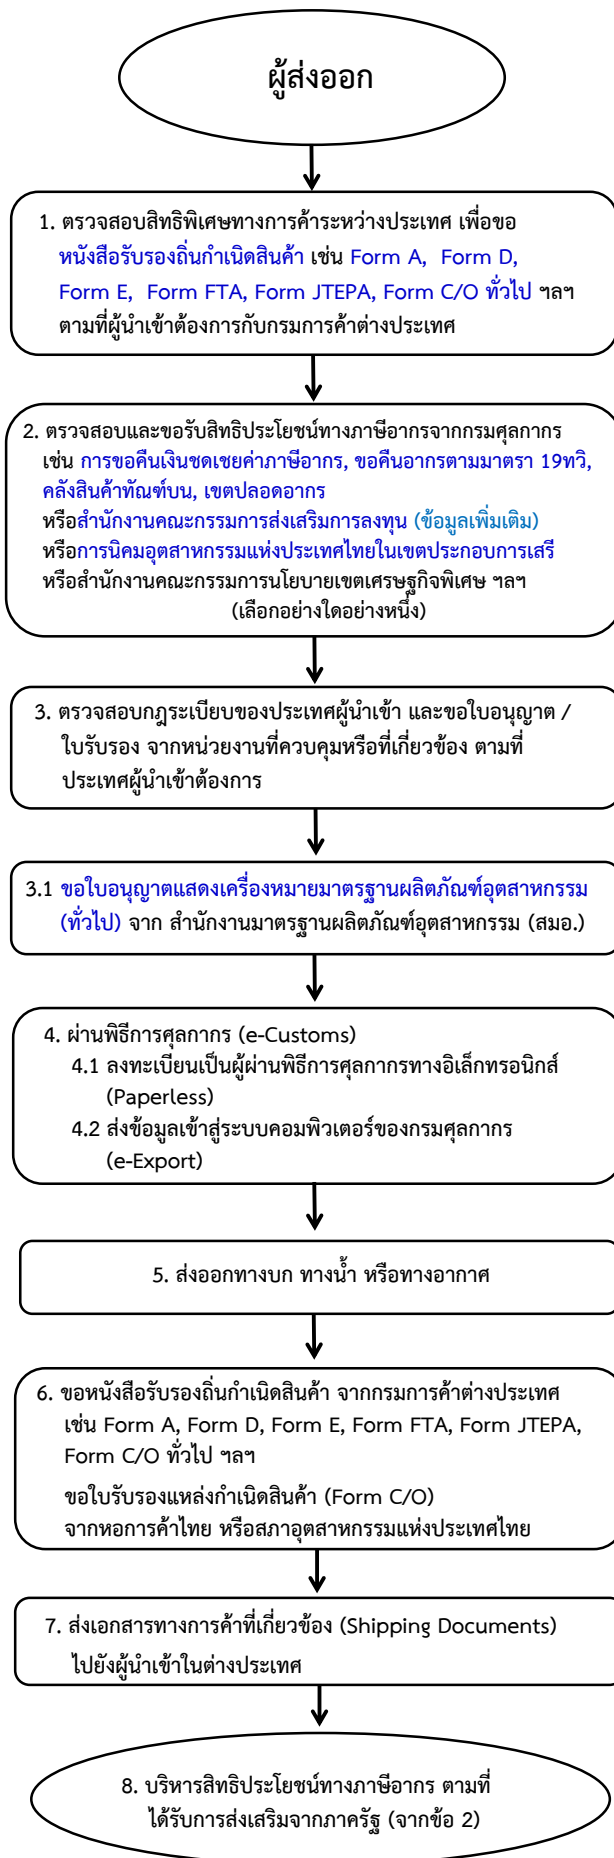 ผู้ส่งออก
1. ตรวจสอบสิทธิพิเศษทางการค้าระหว่างประเทศ เพื่อขอ
หนังสือรับรองถิ่นกำเนิดสินค้า เช่น Form A, Form D,
Form E, Form FTA, Form JTEPA, Form C/O ทั่วไป ฯลฯ
ตามที่ผู้นำเข้าต้องการกับกรมการค้าต่างประเทศ
2. ตรวจสอบและขอรับสิทธิประโยชน์ทางภาษีอากรจากกรมศุลกากร
เช่น การขอคืนเงินชดเชยค่าภาษีอากร, ขอคืนอากรตามมาตรา 19ทวิ,
คลังสินค้าทัณฑ์บน, เขตปลอดอากร
หรือสำนักงานคณะกรรมการส่งเสริมการลงทุน (ข้อมูลเพิ่มเติม)
หรือการนิคมอุตสาหกรรมแห่งประเทศไทยในเขตประกอบการเสรี
หรือสำนักงานคณะกรรมการนโยบายเขตเศรษฐกิจพิเศษ ฯลฯ
(เลือกอย่างใดอย่างหนึ่ง)
3. ตรวจสอบกฎระเบียบของประเทศผู้นำเข้า และขอใบอนุญาต /
ใบรับรอง จากหน่วยงานที่ควบคุมหรือที่เกี่ยวข้อง ตามที่
ประเทศผู้นำเข้าต้องการ
3.1 ขอใบอนุญาตแสดงเครื่องหมายมาตรฐานผลิตภัณฑ์อุตสาหกรรม
(ทั่วไป) จาก สำนักงานมาตรฐานผลิตภัณฑ์อุตสาหกรรม (สมอ.)
4. ผ่านพิธีการศุลกากร (e-Customs)
4.1 ลงทะเบียนเป็นผู้ผ่านพิธีการศุลกากรทางอิเล็กทรอนิกส์
(Paperless)
4.2 ส่งข้อมูลเข้าสู่ระบบคอมพิวเตอร์ของกรมศุลกากร
(e-Export)
5. ส่งออกทางบก ทางน้ำ หรือทางอากาศ
6. ขอหนังสือรับรองถิ่นกำเนิดสินค้า จากกรมการค้าต่างประเทศ
เช่น Form A, Form D, Form E, Form FTA, Form JTEPA,
Form C/O ทั่วไป ฯลฯ
ขอใบรับรองแหล่งกำเนิดสินค้า (Form C/O)
จากหอการค้าไทย หรือสภาอุตสาหกรรมแห่งประเทศไทย
7. ส่งเอกสารทางการค้าที่เกี่ยวข้อง (Shipping Documents)
ไปยังผู้นำเข้าในต่างประเทศ
8. บริหารสิทธิประโยชน์ทางภาษีอากร ตามที่
ได้รับการส่งเสริมจากภาครัฐ (จากข้อ 2)